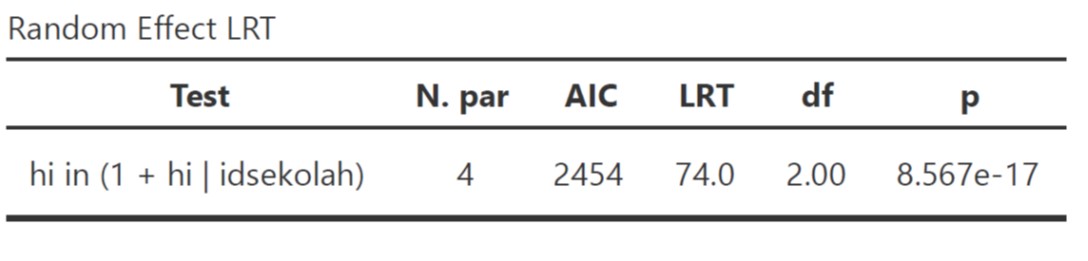 Random Effect LRT
Test N. par AIC LRT df p
hi in (1 + hi | idsekolah) 4 2454 74.0 2.00 8.567e-17